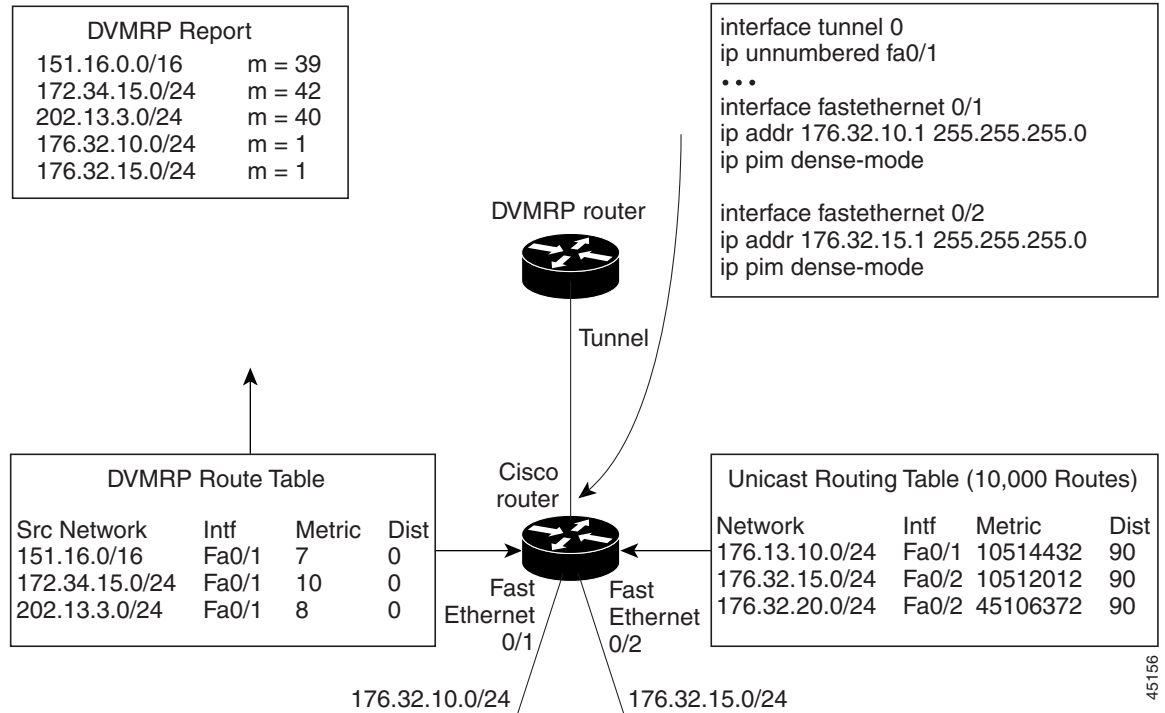 DVMRP Report
151.16.0.0/16 m = 39
172.34.15.0/24 m = 42
202.13.3.0/24 m = 40
176.32.10.0/24 m = 1
176.32.15.0/24 m = 1
interface tunnel 0
ip unnumbered fa0/1
• • •
interface fastethernet 0/1
ip addr 176.32.10.1 255.255.255.0
ip pim dense-mode
interface fastethernet 0/2
ip addr 176.32.15.1 255.255.255.0
ip pim dense-mode
DVMRP router
Tunnel
Cisco
router
DVMRP Route Table
Src Network Intf Metric Dist
151.16.0/16 Fa0/1 7 0
172.34.15.0/24 Fa0/1 10 0
202.13.3.0/24 Fa0/1 8 0
Unicast Routing Table (10,000 Routes)
Network Intf Metric Dist
176.13.10.0/24 Fa0/1 10514432 90
176.32.15.0/24 Fa0/2 10512012 90
176.32.20.0/24 Fa0/2 45106372 90
Fast
Ethernet
0/1
Fast
Ethernet
0/2
176.32.10.0/24
176.32.15.0/24
45156